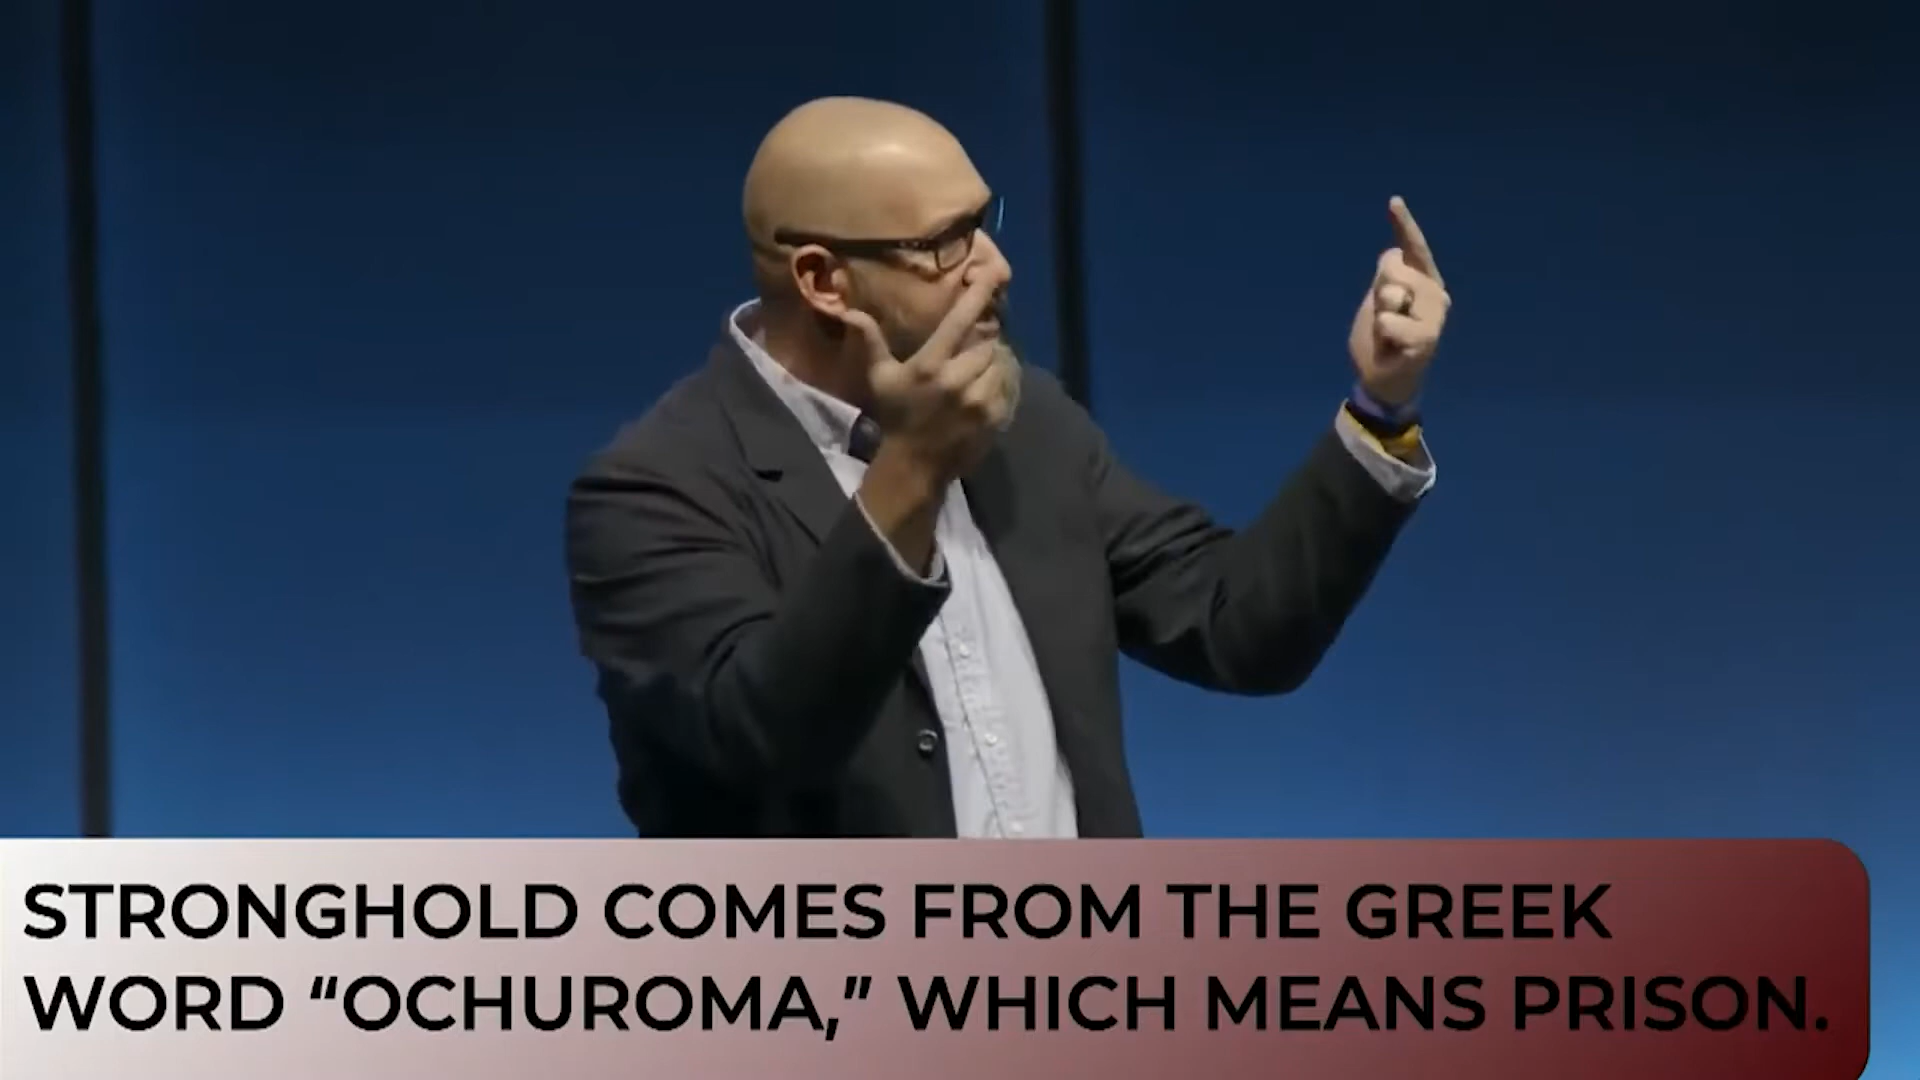 STRONGHOLD COMES FROM THE GREEK
WORD “OCHUROMA,” WHICH MEANS PRISON.